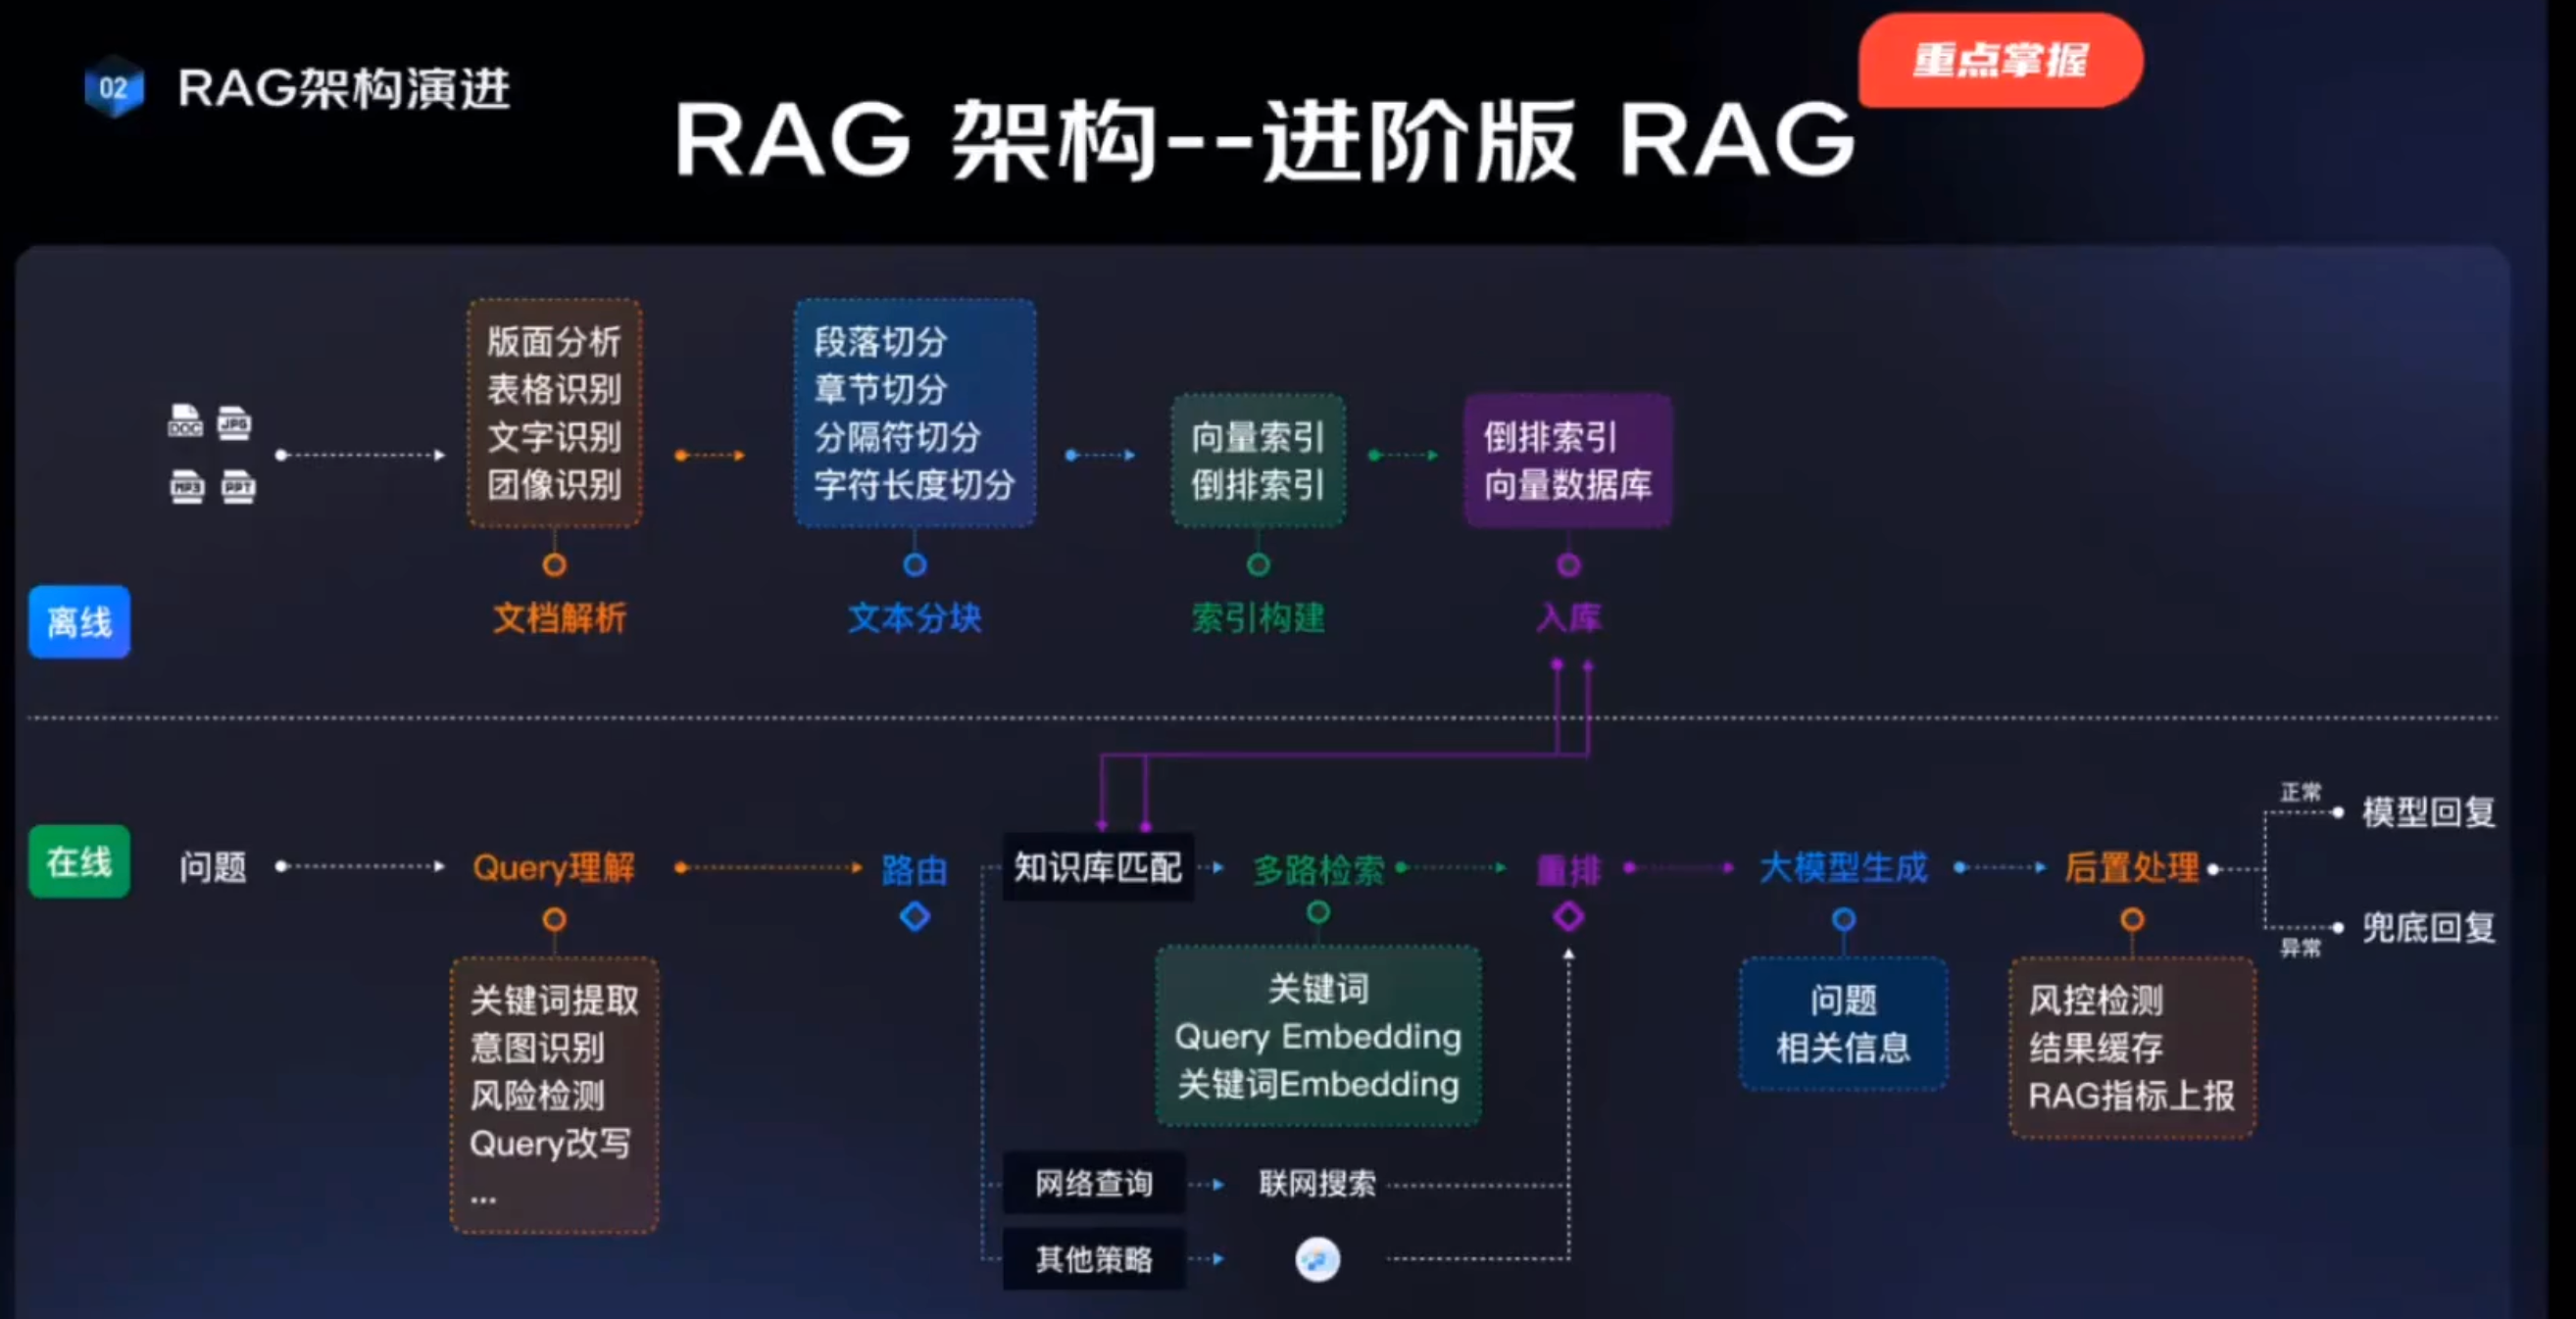 02
RAG架构演进
重点掌握
RAG 架构--进阶版 RAG
DOC
JPG
MP3
PPT
版面分析
表格识别
文字识别
团像识别
文档解析
段落切分
章节切分
分隔符切分
字符长度切分
文本分块
向量索引
倒排索引
索引构建
倒排索引
向量数据库
入库
离线
在线
问题
Query理解
关键词提取
意图识别
风险检测
Query改写
...
路由
知识库匹配
多路检索
关键词
Query Embedding
关键词Embedding
网络查询
联网搜索
其他策略
重排
大模型生成
问题
相关信息
后置处理
风控检测
结果缓存
RAG指标上报
正常
模型回复
异常
兜底回复